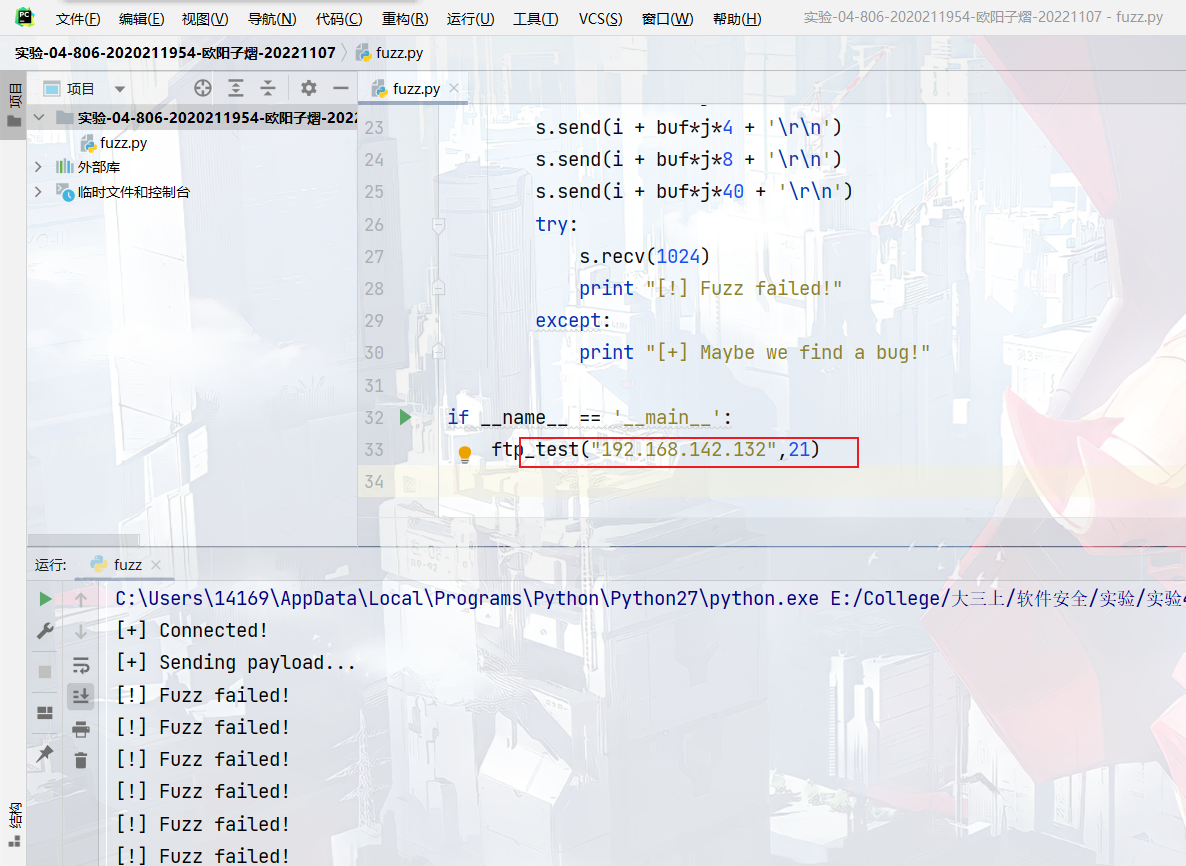 文件(F) 编辑(E) 视图(V) 导航(N) 代码(C) 重构(R) 运行(U) 工具(T) VCS(S) 窗口(W) 帮助(H) 实验-04-806-2020211954-欧阳子熠-20221107 - fuzz.py
实验-04-806-2020211954-欧阳子熠-20221107 fuzz.py
项目
项目
fuzz.py
实验-04-806-2020211954-欧阳子熠-2022
fuzz.py
外部库
临时文件和控制台
23 s.send(i + buf*j*4 + '\r\n')
24 s.send(i + buf*j*8 + '\r\n')
25 s.send(i + buf*j*40 + '\r\n')
26 try:
27 s.recv(1024)
28 print "[!] Fuzz failed!"
29 except:
30 print "[+] Maybe we find a bug!"
31
32 if __name__ == '__main__':
33 ftp_test("192.168.142.132",21)
34
运行: fuzz
C:\Users\14169\AppData\Local\Programs\Python\Python27\python.exe E:/College/大三上/软件安全/实验/实验
[+] Connected!
[+] Sending payload...
[!] Fuzz failed!
[!] Fuzz failed!
[!] Fuzz failed!
[!] Fuzz failed!
[!] Fuzz failed!
[!] Fuzz failed!
结构